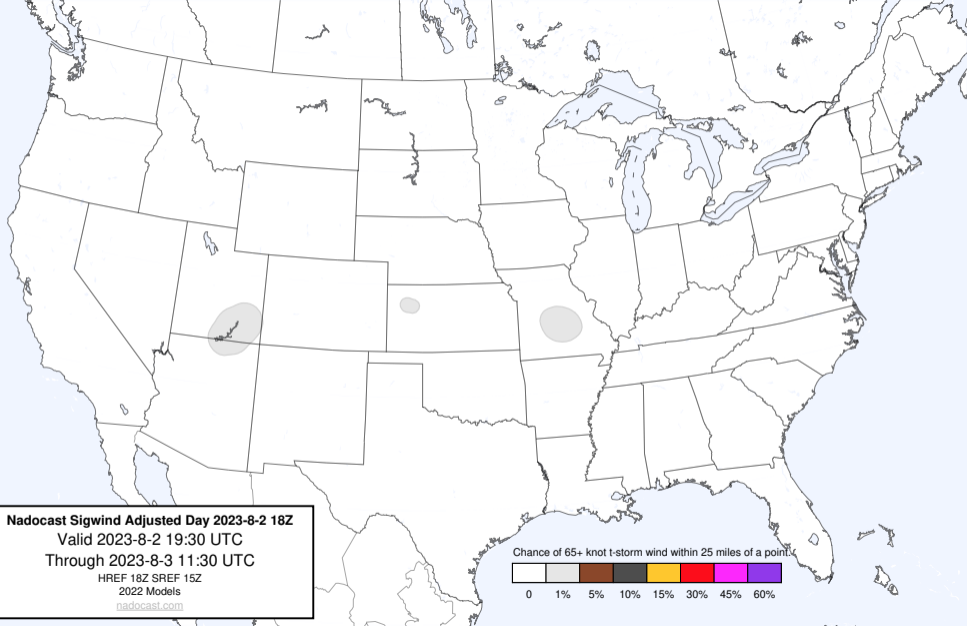 Nadocast Sigwind Adjusted Day 2023-8-2 18Z
Valid 2023-8-2 19:30 UTC
Through 2023-8-3 11:30 UTC
HREF 18Z SREF 15Z
2022 Models
nadocast.com
Chance of 65+ knot t-storm wind within 25 miles of a point.
0 1% 5% 10% 15% 30% 45% 60%